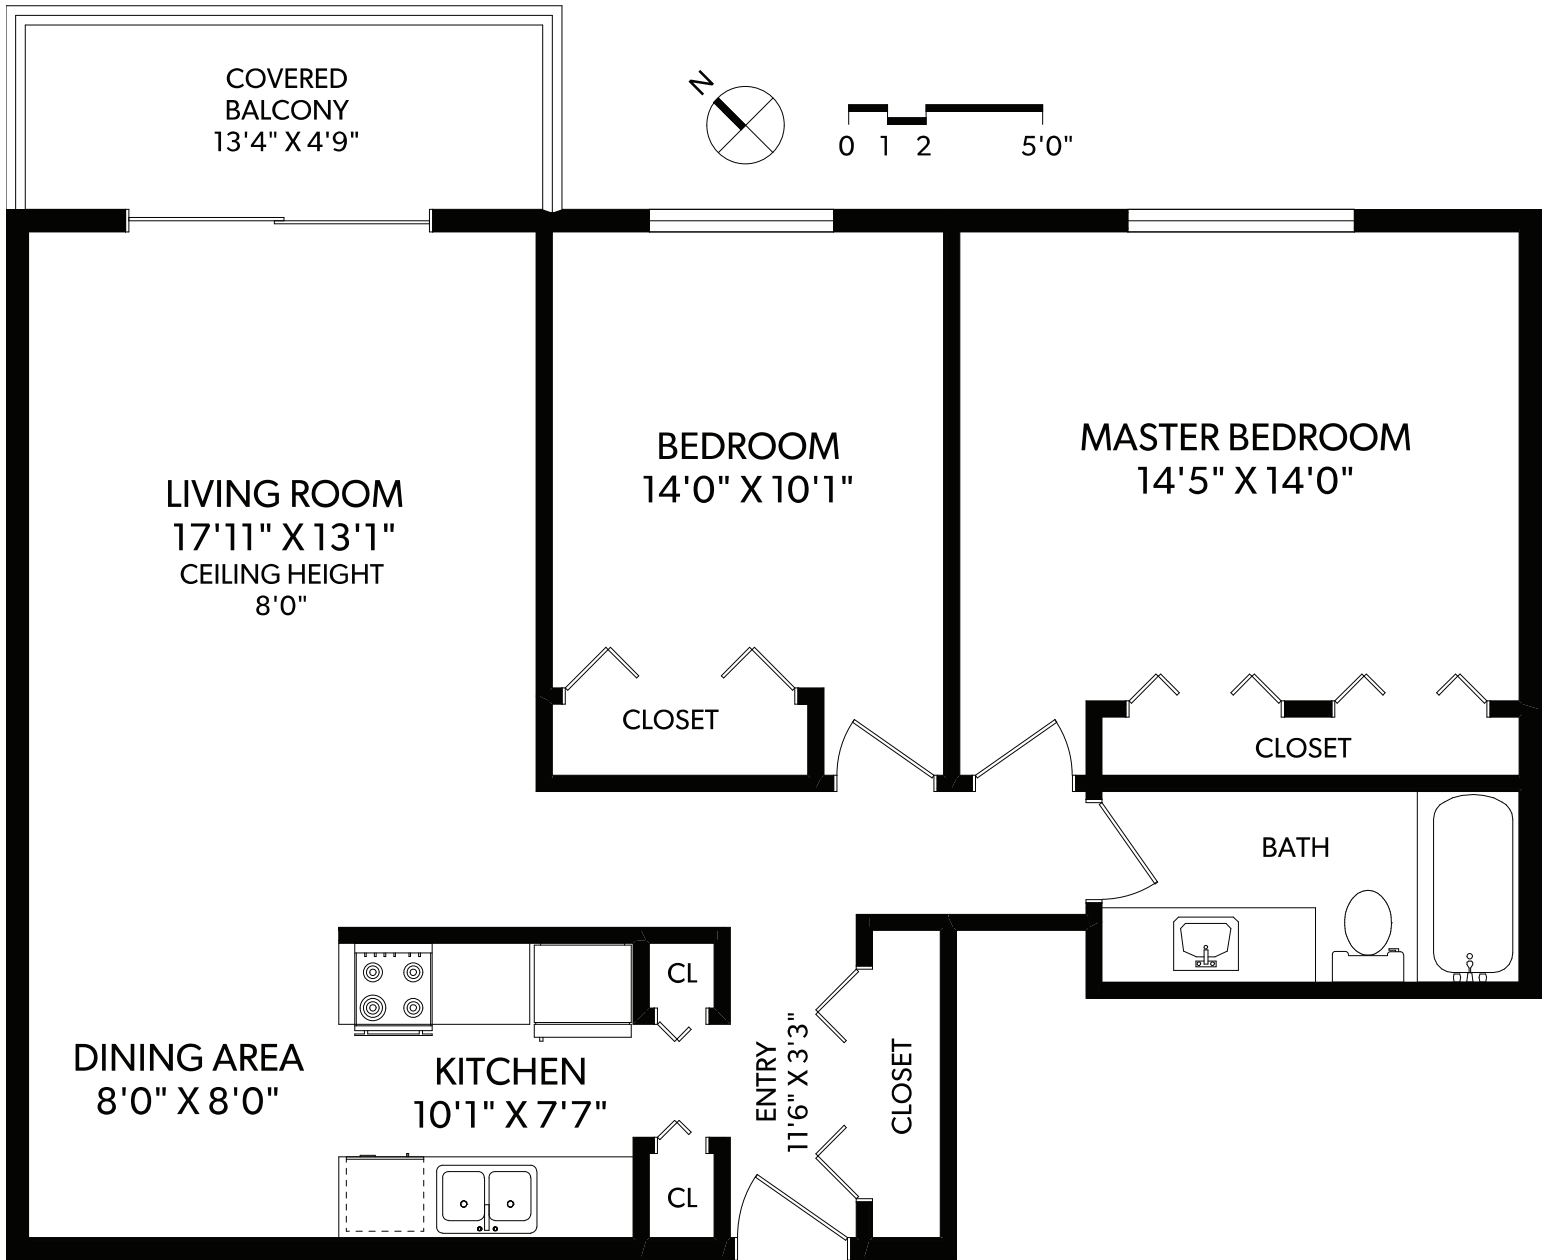 COVERED
BALCONY
13'4" X 4'9"
N
0 1 2 5'0"
LIVING ROOM
17'11" X 13'1"
CEILING HEIGHT
8'0"
BEDROOM
14'0" X 10'1"
MASTER BEDROOM
14'5" X 14'0"
CLOSET
CLOSET
BATH
CL
DINING AREA
8'0" X 8'0"
KITCHEN
10'1" X 7'7"
ENTRY
11'6" X 3'3"
CLOSET
CL